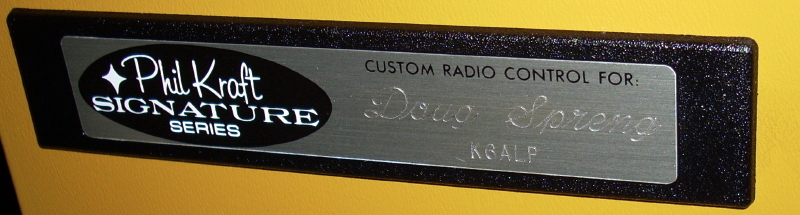 Phil Kraft
SIGNATURE
SERIES
CUSTOM RADIO CONTROL FOR:
Doug Spreng
K6ALP